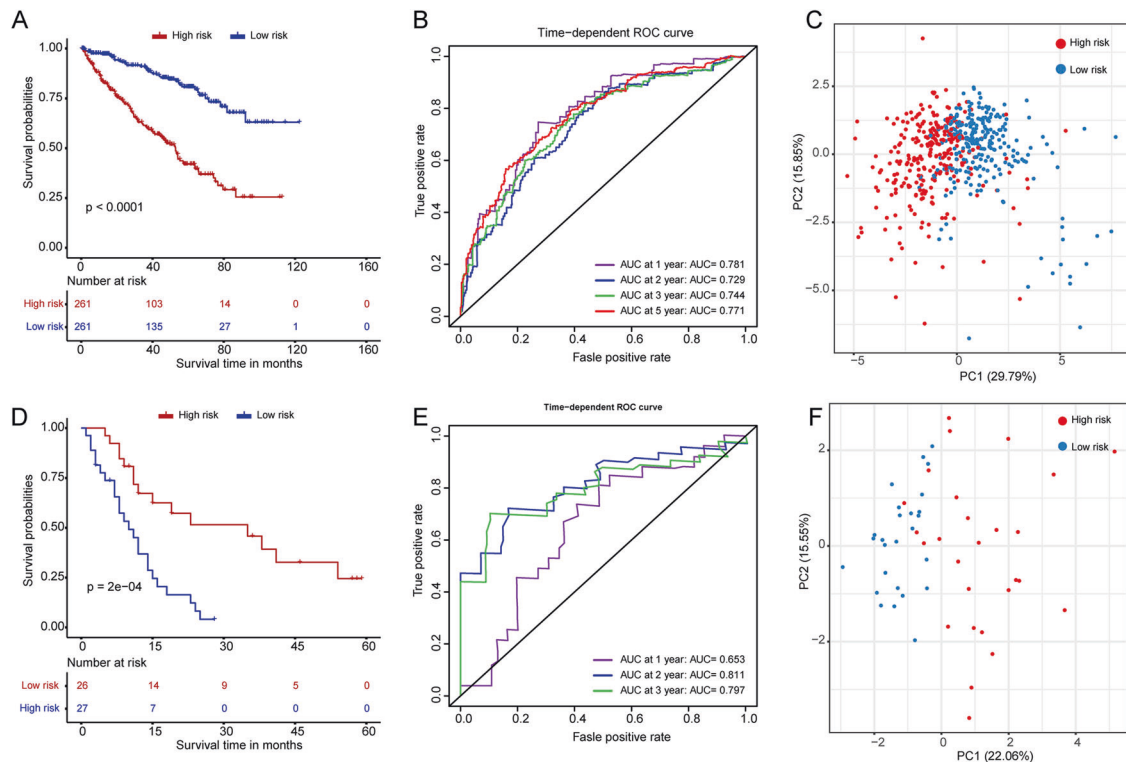 A
High risk Low risk
1.00
0.75
0.50
0.25
0.00
Survival probabilities
p < 0.0001
0 40 80 120 160
Number at risk
High risk 261 103 14 0 0
Low risk 261 135 27 1 0
0 40 80 120 160
Survival time in months
B
Time-dependent ROC curve
True positive rate
1.0
0.8
0.6
0.4
0.2
0.0
AUC at 1 year: AUC= 0.781
AUC at 2 year: AUC= 0.729
AUC at 3 year: AUC= 0.744
AUC at 5 year: AUC= 0.771
0.0 0.2 0.4 0.6 0.8 1.0
Fasle positive rate
C
High risk
Low risk
2.5
0.0
−2.5
−5.0
PC2 (15.85%)
−5 0 5
PC1 (29.79%)
D
High risk Low risk
1.00
0.75
0.50
0.25
0.00
Survival probabilities
p = 2e−04
0 15 30 45 60
Number at risk
Low risk 26 14 9 5 0
High risk 27 7 0 0 0
0 15 30 45 60
Survival time in months
E
Time-dependent ROC curve
True positive rate
1.0
0.8
0.6
0.4
0.2
0.0
AUC at 1 year: AUC= 0.653
AUC at 2 year: AUC= 0.811
AUC at 3 year: AUC= 0.797
0.0 0.2 0.4 0.6 0.8 1.0
Fasle positive rate
F
High risk
Low risk
2
0
−2
PC2 (15.55%)
−2 0 2 4
PC1 (22.06%)